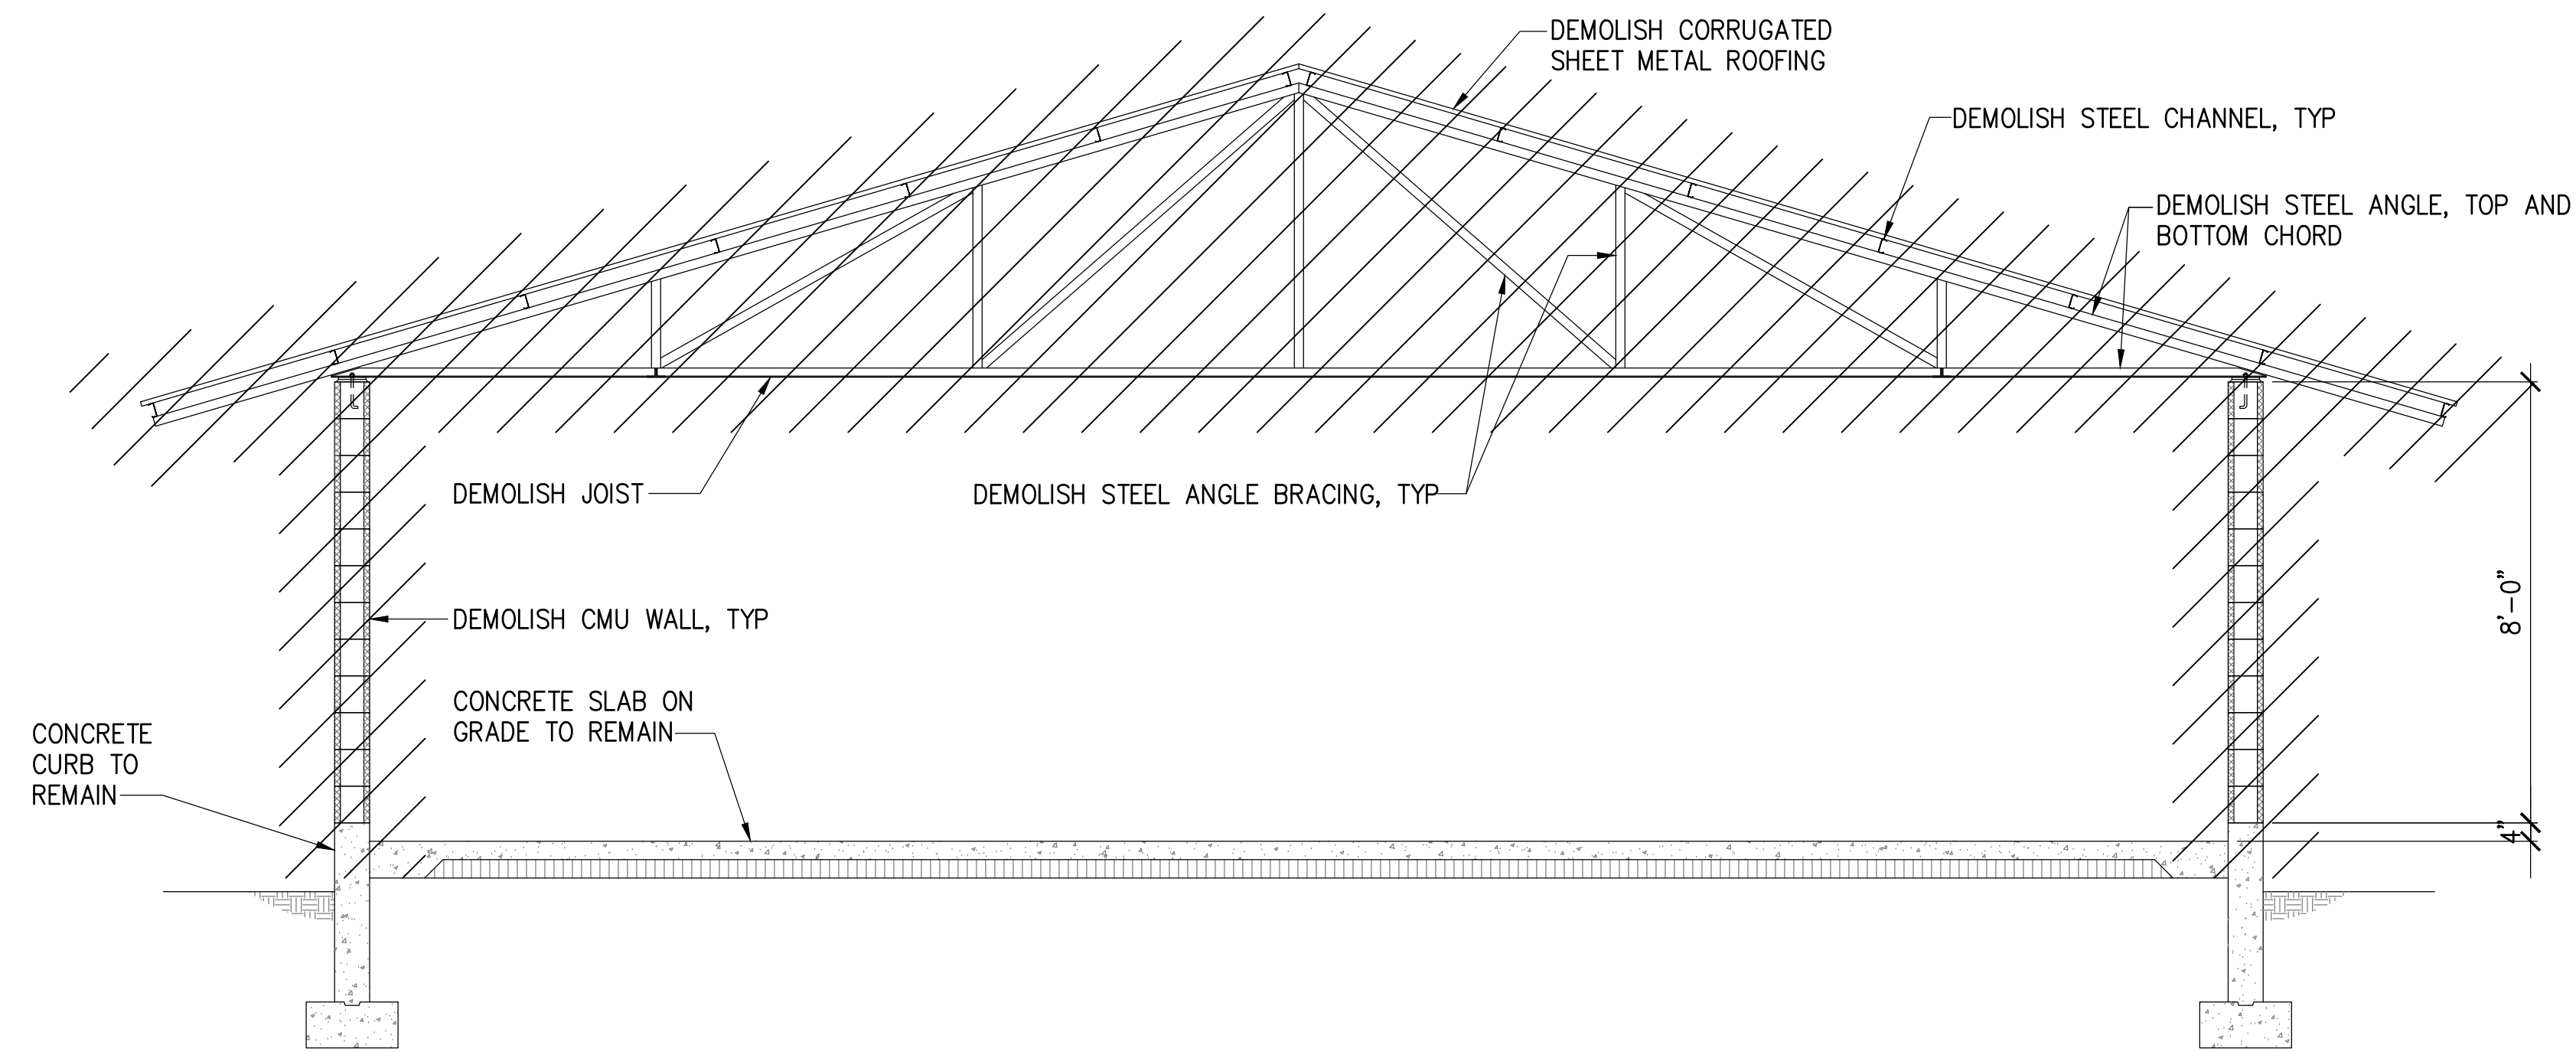 DEMOLISH CORRUGATED
SHEET METAL ROOFING
DEMOLISH STEEL CHANNEL, TYP
DEMOLISH STEEL ANGLE, TOP AND
BOTTOM CHORD
DEMOLISH JOIST
DEMOLISH STEEL ANGLE BRACING, TYP
8'-0"
DEMOLISH CMU WALL, TYP
CONCRETE SLAB ON
GRADE TO REMAIN
CONCRETE
CURB TO
REMAIN
4"